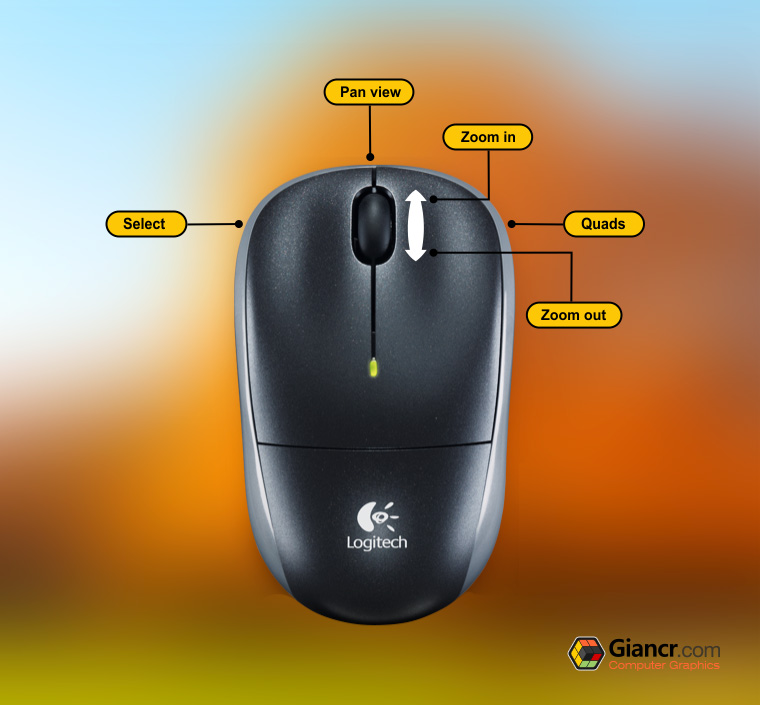 Pan view
Zoom in
Select
Quads
Zoom out
Logitech
Giancr.com
Computer Graphics